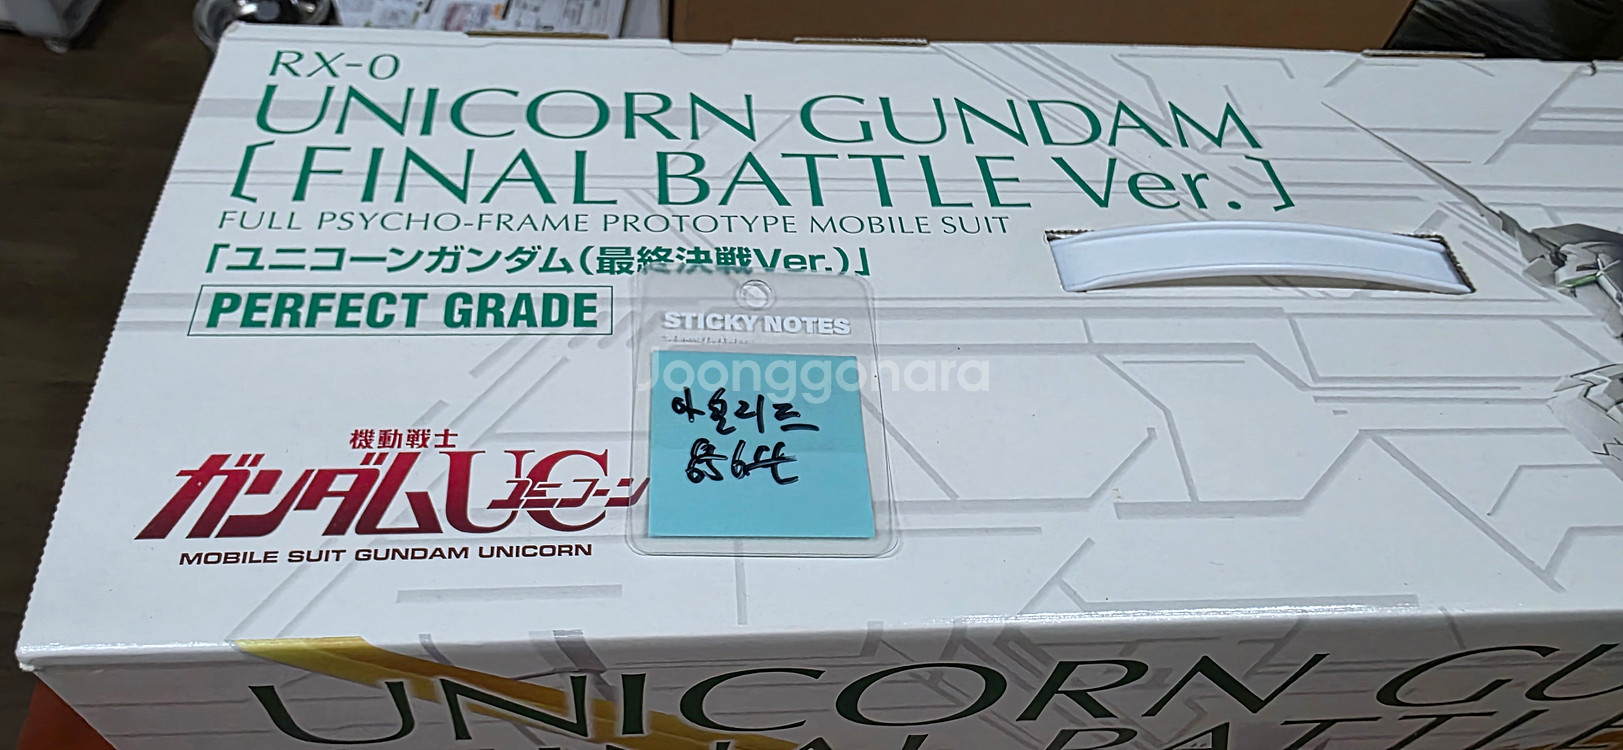 RX-0
UNICORN GUNDAM
[FINAL BATTLE Ver.]
FULL PSYCHO-FRAME PROTOTYPE MOBILE SUIT
「ユニコーンガンダム(最終決戦Ver.)」
PERFECT GRADE
STICKY NOTES
Joonggonara
機動戦士
ガンダムUC
ユニコーン
MOBILE SUIT GUNDAM UNICORN
UNICORN GU
FINAL BATTLE